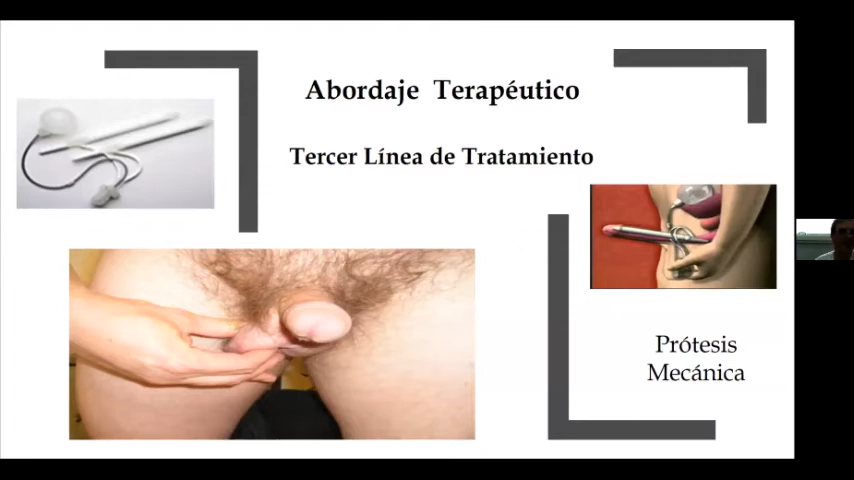 Abordaje Terapéutico
Tercer Línea de Tratamiento
Prótesis
Mecánica